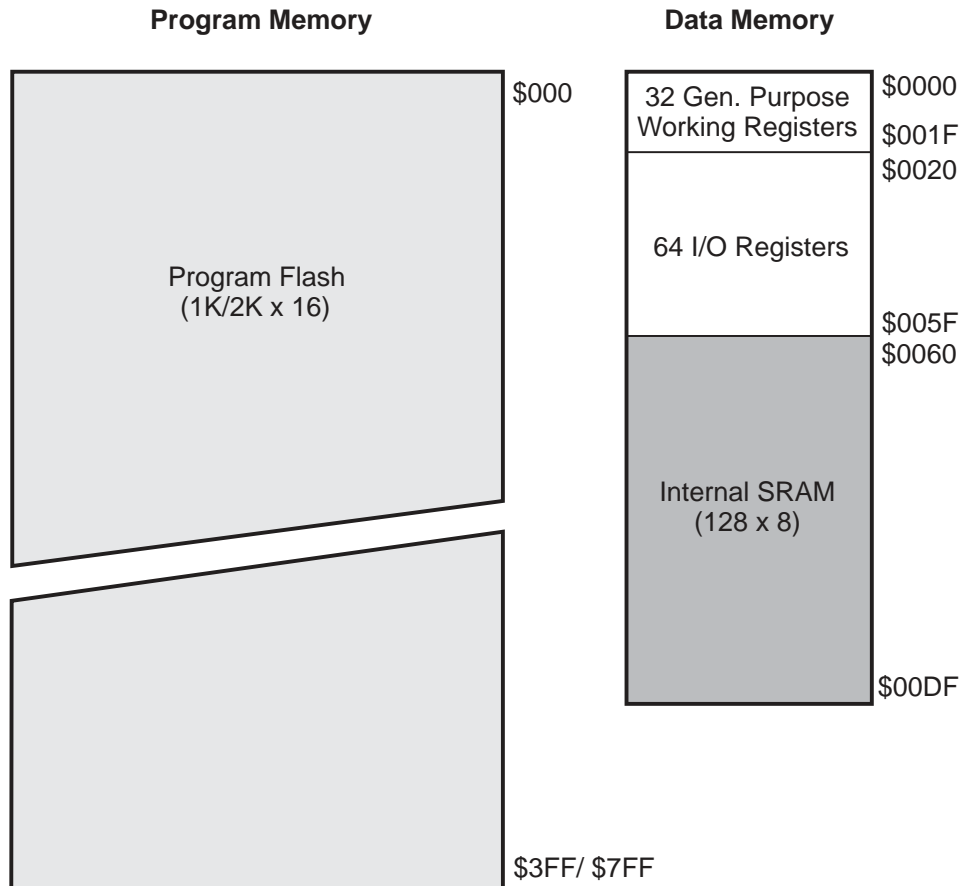 Program Memory
$000
Program Flash
(1K/2K x 16)
$3FF/ $7FF
Data Memory
32 Gen. Purpose
Working Registers
$0000
$001F
$0020
64 I/O Registers
$005F
$0060
Internal SRAM
(128 x 8)
$00DF